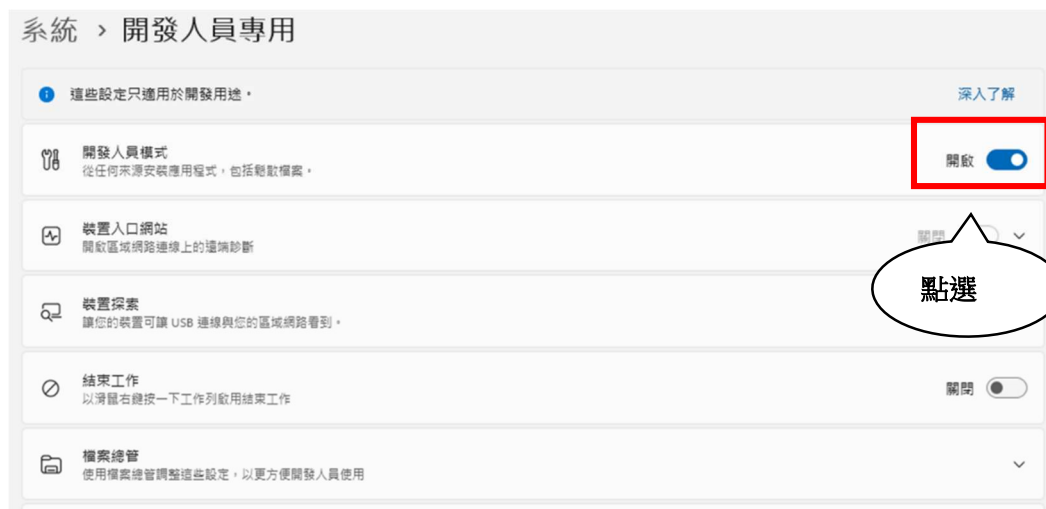 系統 > 開發人員專用
這些設定只適用於開發用途。
深入了解
開發人員模式
從任何來源安裝應用程式，包括鬆散檔案。
開啟
裝置入口網站
開啟區域網路連線上的遠端診斷
關閉
點選
裝置探索
讓您的裝置可讓 USB 連線與您的區域網路看到。
結束工作
以滑鼠右鍵按一下工作列啟用結束工作
關閉
檔案總管
使用檔案總管調整這些設定，以更方便開發人員使用